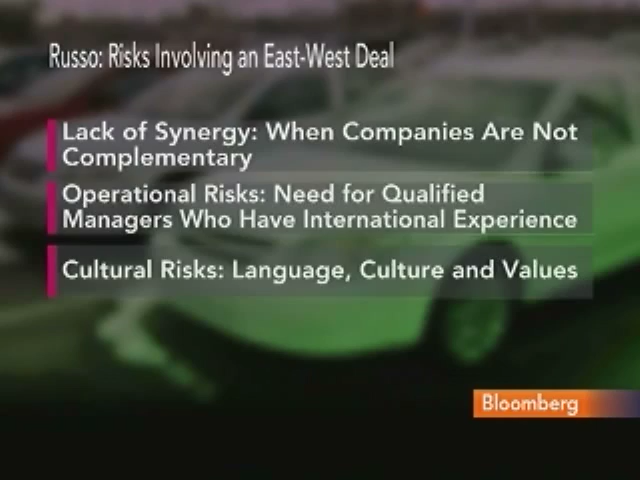 Russo: Risks Involving an East-West Deal
Lack of Synergy: When Companies Are Not
Complementary
Operational Risks: Need for Qualified
Managers Who Have International Experience
Cultural Risks: Language, Culture and Values
Bloomberg